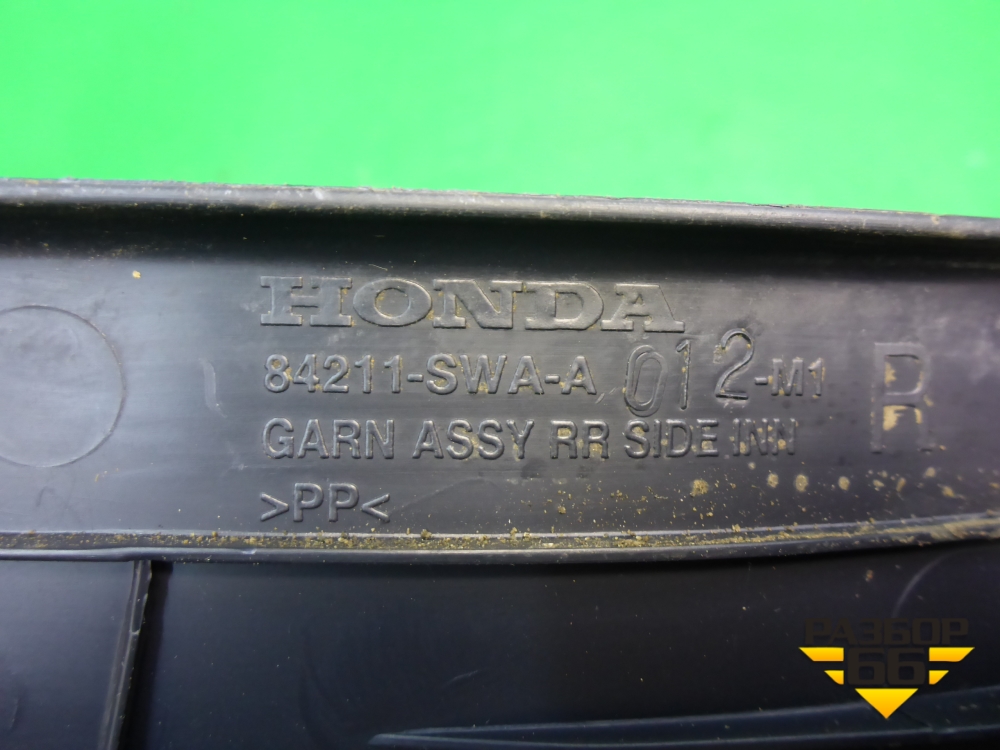 HONDA
84211-SWA-A 012-M1 R
GARN ASSY RR SIDE INN
>PP<
РАЗБОР
66